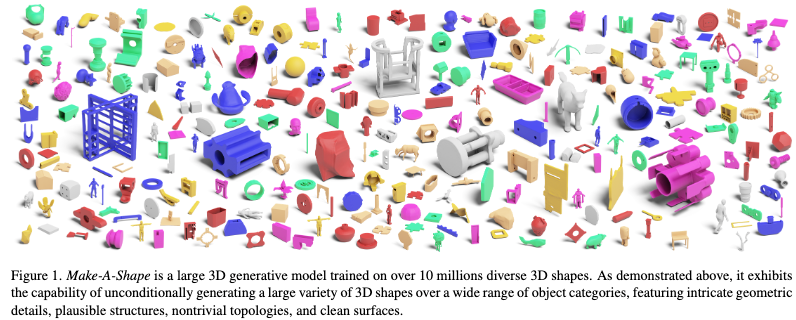 Figure 1. Make-A-Shape is a large 3D generative model trained on over 10 millions diverse 3D shapes. As demonstrated above, it exhibits
the capability of unconditionally generating a large variety of 3D shapes over a wide range of object categories, featuring intricate geometric
details, plausible structures, nontrivial topologies, and clean surfaces.